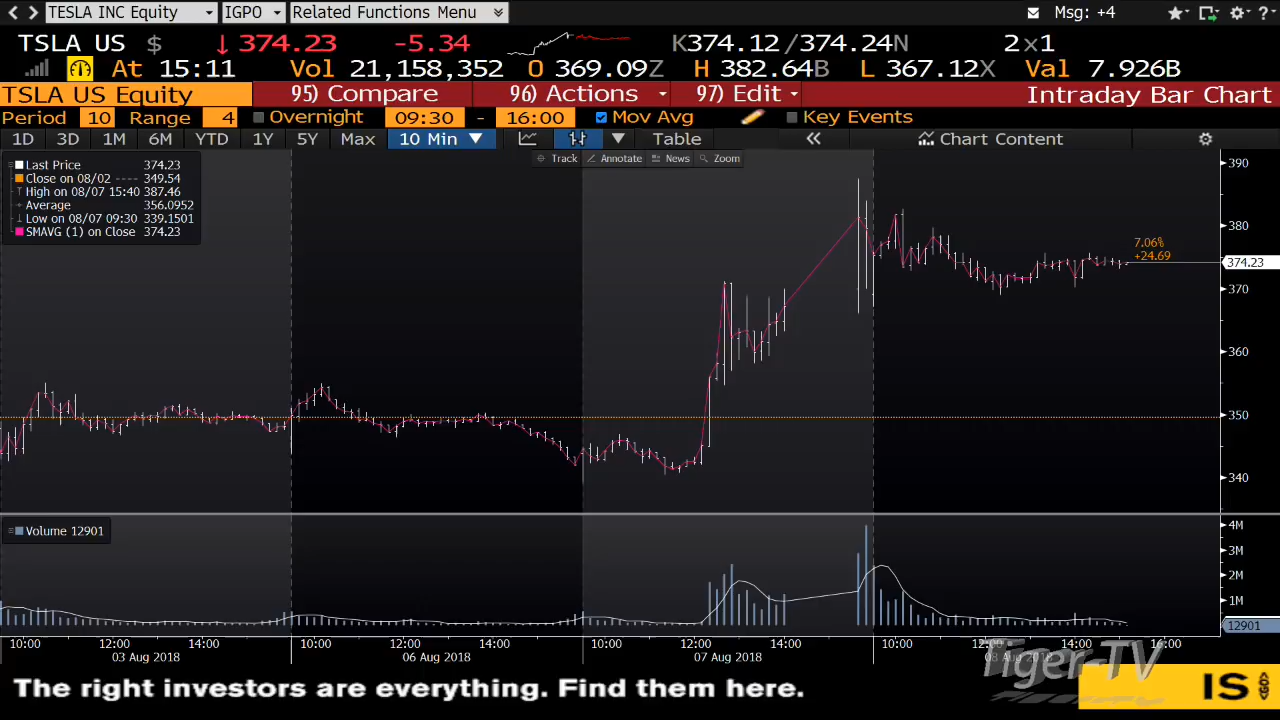 TESLA INC Equity IGPO Related Functions Menu Msg: +4
TSLA US $ ↓374.23 -5.34 K374.12/374.24N 2x1
At 15:11 Vol 21,158,352 O 369.09Z H 382.64B L 367.12X Val 7.926B
TSLA US Equity 95) Compare 96) Actions 97) Edit Intraday Bar Chart
Period 10 Range 4 Overnight 09:30 - 16:00 Mov Avg Key Events
1D 3D 1M 6M YTD 1Y 5Y Max 10 Min Table Chart Content
Track Annotate News Zoom
Last Price 374.23
Close on 08/02 ---- 349.54
High on 08/07 15:40 387.46
Average 356.0952
Low on 08/07 09:30 339.1501
SMAVG (1) on Close 374.23
390
380
7.06%
+24.69
374.23
370
360
350
340
Volume 12901
4M
3M
2M
1M
12901
10:00 12:00 14:00 10:00 12:00 14:00 10:00 12:00 14:00 10:00 12:00 14:00 16:00
03 Aug 2018 06 Aug 2018 07 Aug 2018 08 Aug 2018
Tiger-TV
The right investors are everything. Find them here.
IS